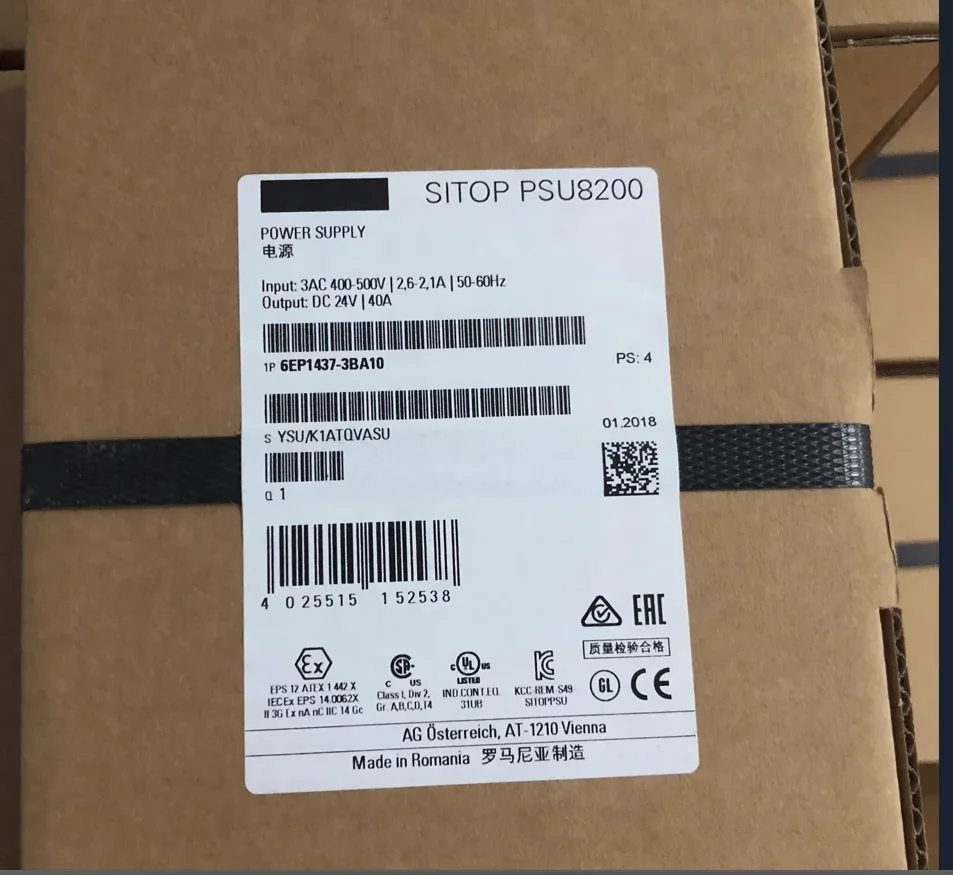 SITOP PSU8200
POWER SUPPLY
电源
Input: 3AC 400-500V | 2,6-2,1A | 50-60Hz
Output: DC 24V | 40A
1P 6EP1437-3BA10
PS: 4
S YSU/K1ATQVASU
01.2018
Q 1
4 025515 152538
EAC
质量检验合格
Ex
EPS 12 ATEX 1 442 X
IECEx EPS 14.0062X
II 3G Ex nA nC IIC T4 Gc
SA
C US
Class I, Div 2,
Gr. A,B,C,D,T4
c UL US
LISTED
IND.CONT.EQ.
31UB
KCC-REM-S49-
SITOPPSU
GL CE
AG Österreich, AT-1210 Vienna
Made in Romania 罗马尼亚制造